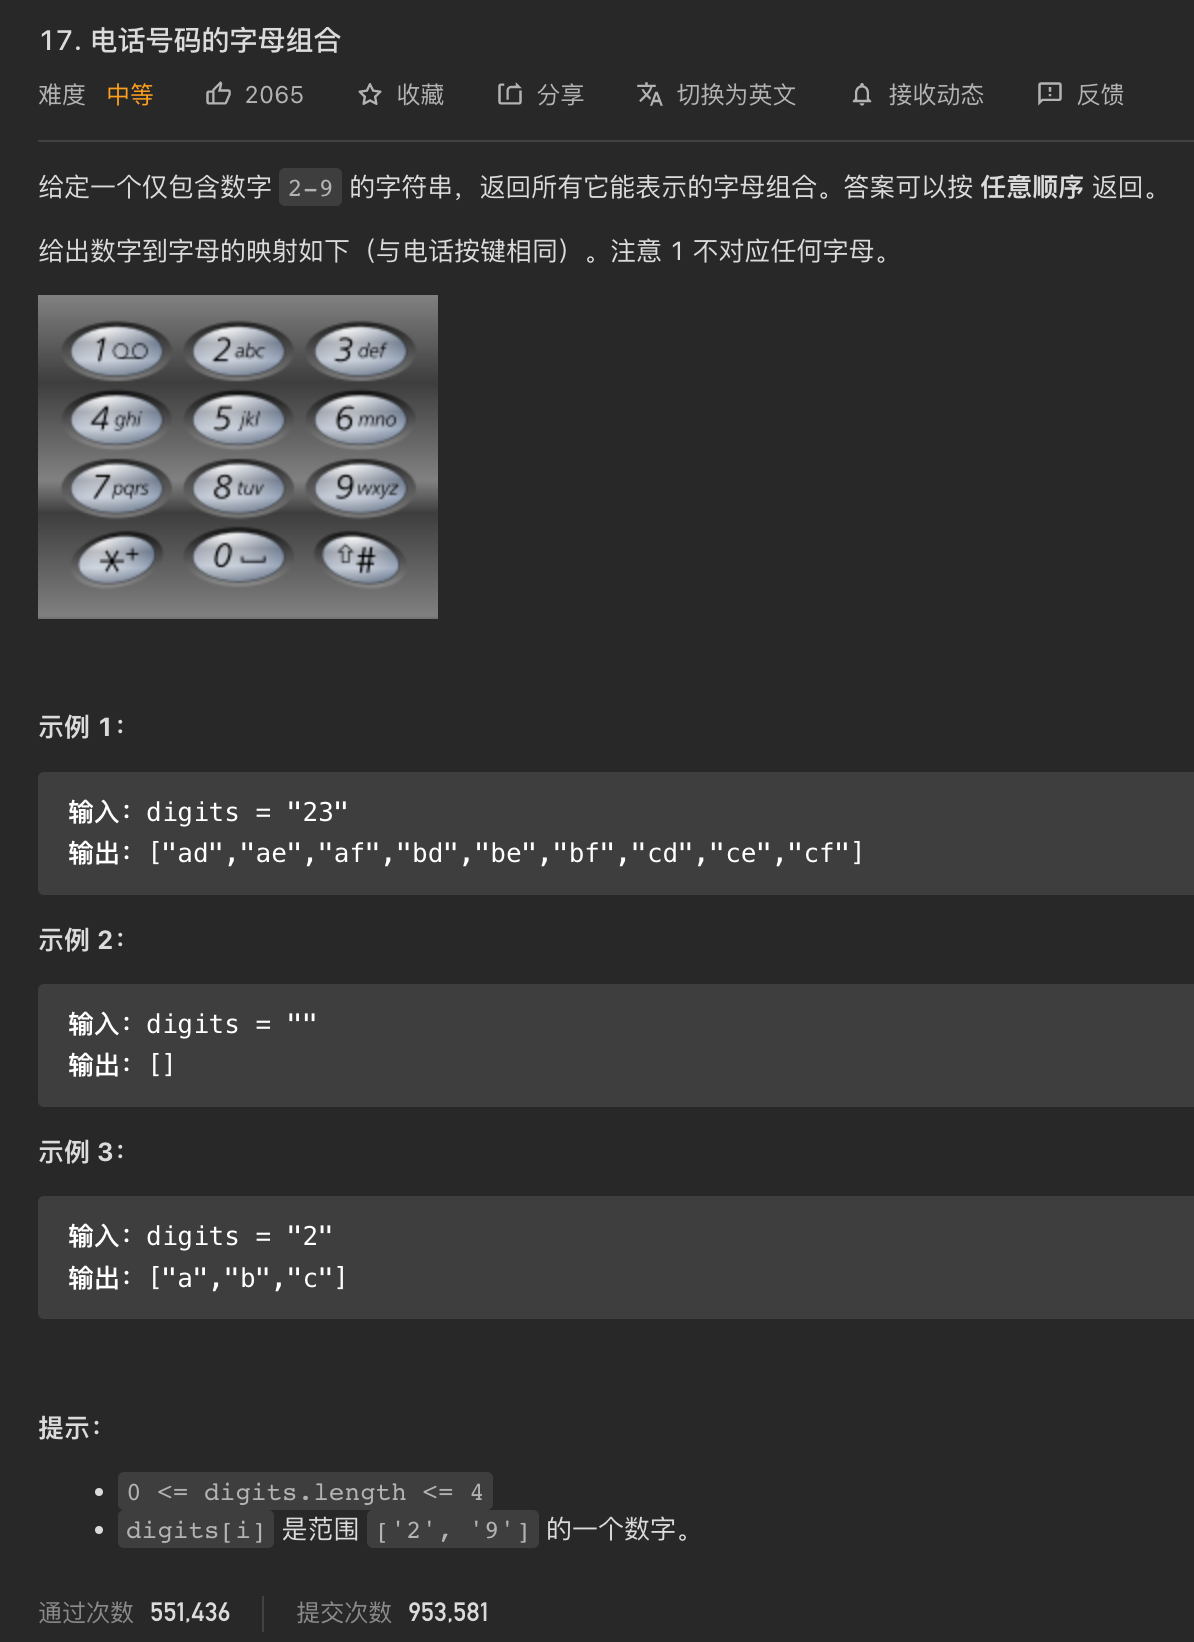 17. 电话号码的字母组合
难度 中等 2065 收藏 分享 切换为英文 接收动态 反馈
给定一个仅包含数字 2-9 的字符串，返回所有它能表示的字母组合。答案可以按 任意顺序 返回。
给出数字到字母的映射如下（与电话按键相同）。注意 1 不对应任何字母。
1 2 abc 3 def
4 ghi 5 jkl 6 mno
7 pqrs 8 tuv 9 wxyz
*+ 0 #
示例 1：
输入：digits = "23"
输出：["ad","ae","af","bd","be","bf","cd","ce","cf"]
示例 2：
输入：digits = ""
输出：[]
示例 3：
输入：digits = "2"
输出：["a","b","c"]
提示：
• 0 <= digits.length <= 4
• digits[i] 是范围 ['2', '9'] 的一个数字。
通过次数 551,436 提交次数 953,581